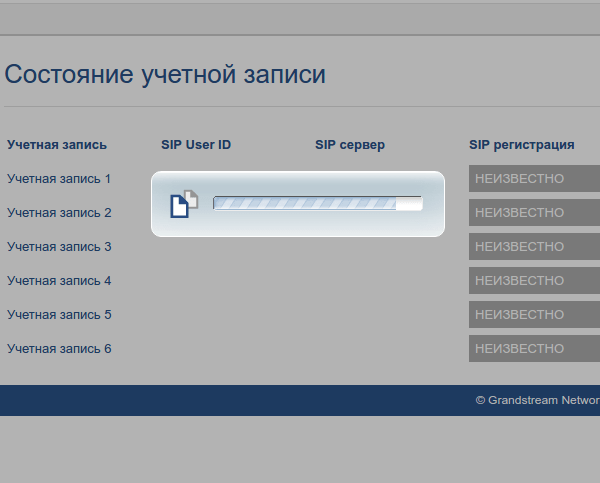 Состояние учетной записи
Учетная запись SIP User ID SIP сервер SIP регистрация
Учетная запись 1 НЕИЗВЕСТНО
Учетная запись 2 НЕИЗВЕСТНО
Учетная запись 3 НЕИЗВЕСТНО
Учетная запись 4 НЕИЗВЕСТНО
Учетная запись 5 НЕИЗВЕСТНО
Учетная запись 6 НЕИЗВЕСТНО
© Grandstream Networ